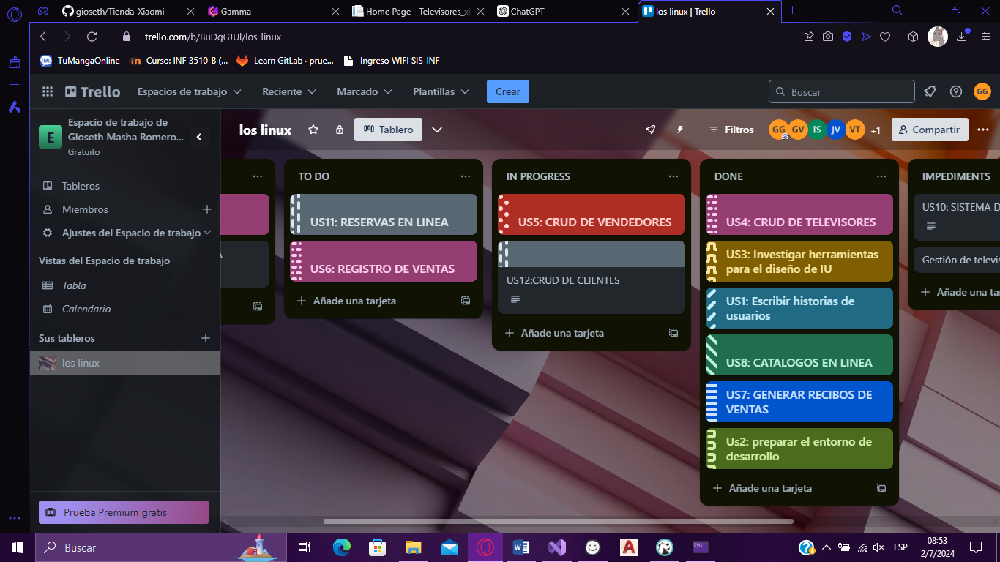 gioseth/Tienda-Xiaomi
Gamma
Home Page - Televisores_xi
ChatGPT
los linux | Trello
trello.com/b/BuDgGJUl/los-linux
TuMangaOnline
Curso: INF 3510-B (...
Learn GitLab · prue...
Ingreso WIFI SIS-INF
Trello
Espacios de trabajo
Reciente
Marcado
Plantillas
Crear
Buscar
GG
E
Espacio de trabajo de
Gioseth Masha Romero...
Gratuito
los linux
Tablero
Filtros
GG
GV
IS
JV
VT
+1
Compartir
Tableros
Miembros
Ajustes del Espacio de trabajo
Vistas del Espacio de trabajo
Tabla
Calendario
Sus tableros
los linux
Prueba Premium gratis
TO DO
US11: RESERVAS EN LINEA
US6: REGISTRO DE VENTAS
Añade una tarjeta
IN PROGRESS
US5: CRUD DE VENDEDORES
US12:CRUD DE CLIENTES
Añade una tarjeta
DONE
US4: CRUD DE TELEVISORES
US3: Investigar herramientas
para el diseño de IU
US1: Escribir historias de
usuarios
US8: CATALOGOS EN LINEA
US7: GENERAR RECIBOS DE
VENTAS
Us2: preparar el entorno de
desarrollo
Añade una tarjeta
IMPEDIMENTS
US10: SISTEMA D
Gestión de televis
Añade una tar
Buscar
ESP
08:53
2/7/2024